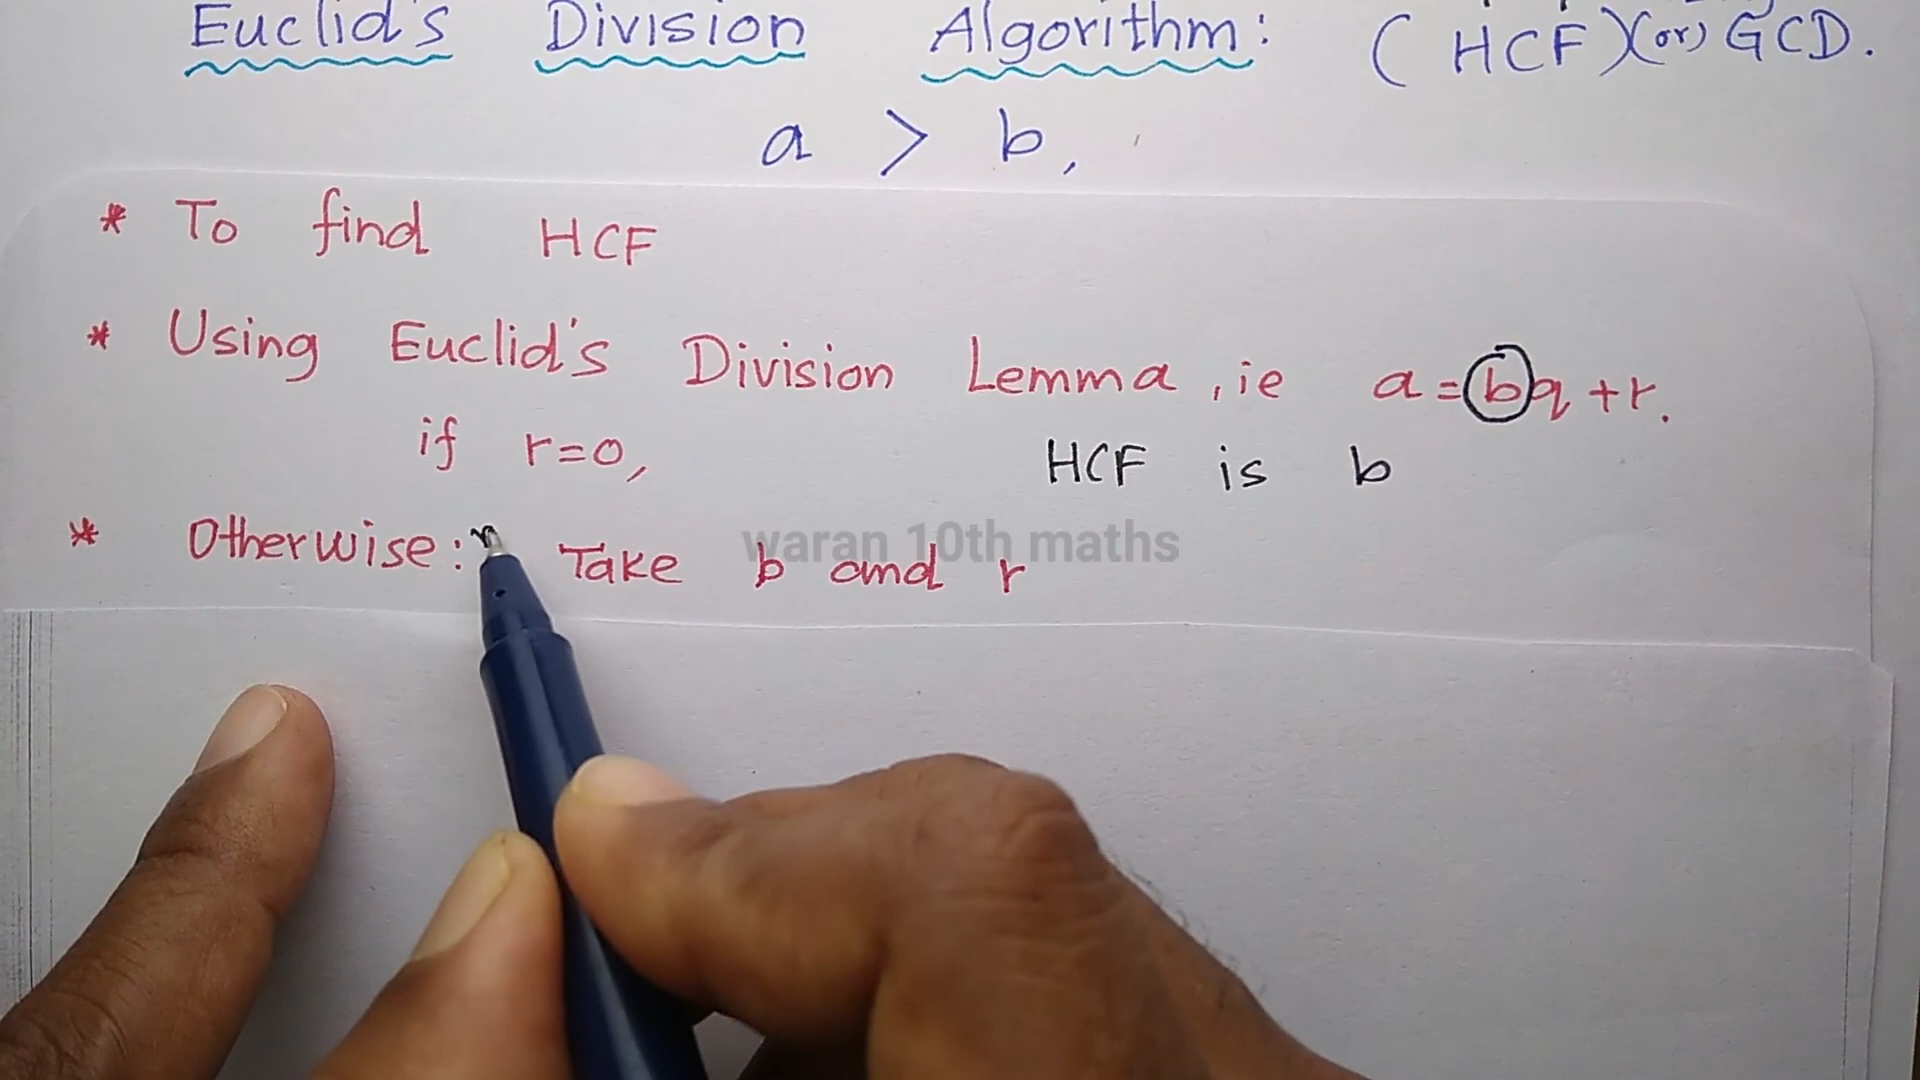 Euclid's Division Algorithm: (HCF)(or) GCD.
a > b,
* To find HCF
* Using Euclid's Division Lemma, ie a = bq + r.
if r=0, HCF is b
* Otherwise: r Take b and r
waran 10th maths